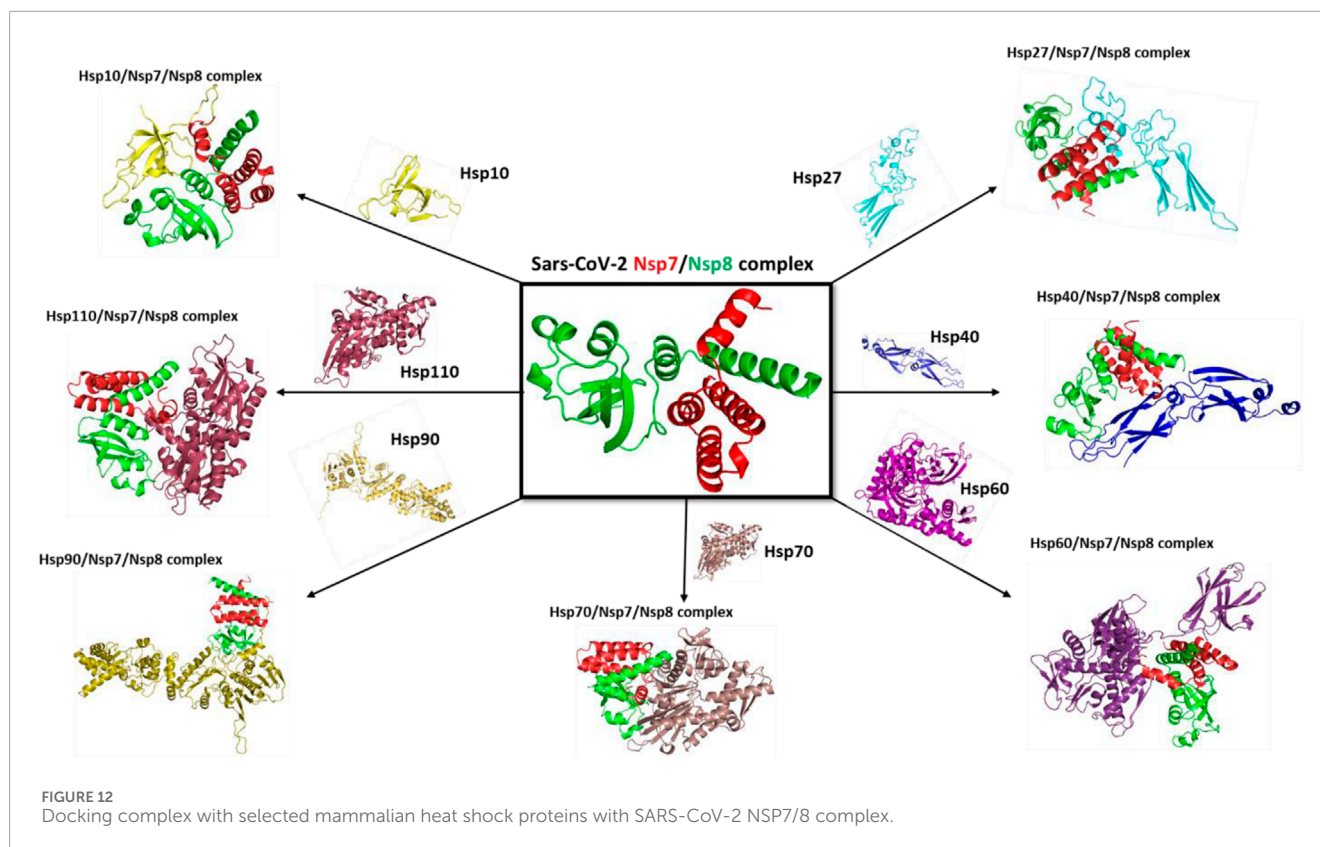 Hsp10/Nsp7/Nsp8 complex
Hsp27/Nsp7/Nsp8 complex
Hsp10
Hsp27
Sars-CoV-2 Nsp7/Nsp8 complex
Hsp110/Nsp7/Nsp8 complex
Hsp110
Hsp40
Hsp40/Nsp7/Nsp8 complex
Hsp90
Hsp60
Hsp90/Nsp7/Nsp8 complex
Hsp70
Hsp60/Nsp7/Nsp8 complex
Hsp70/Nsp7/Nsp8 complex
FIGURE 12
Docking complex with selected mammalian heat shock proteins with SARS-CoV-2 NSP7/8 complex.